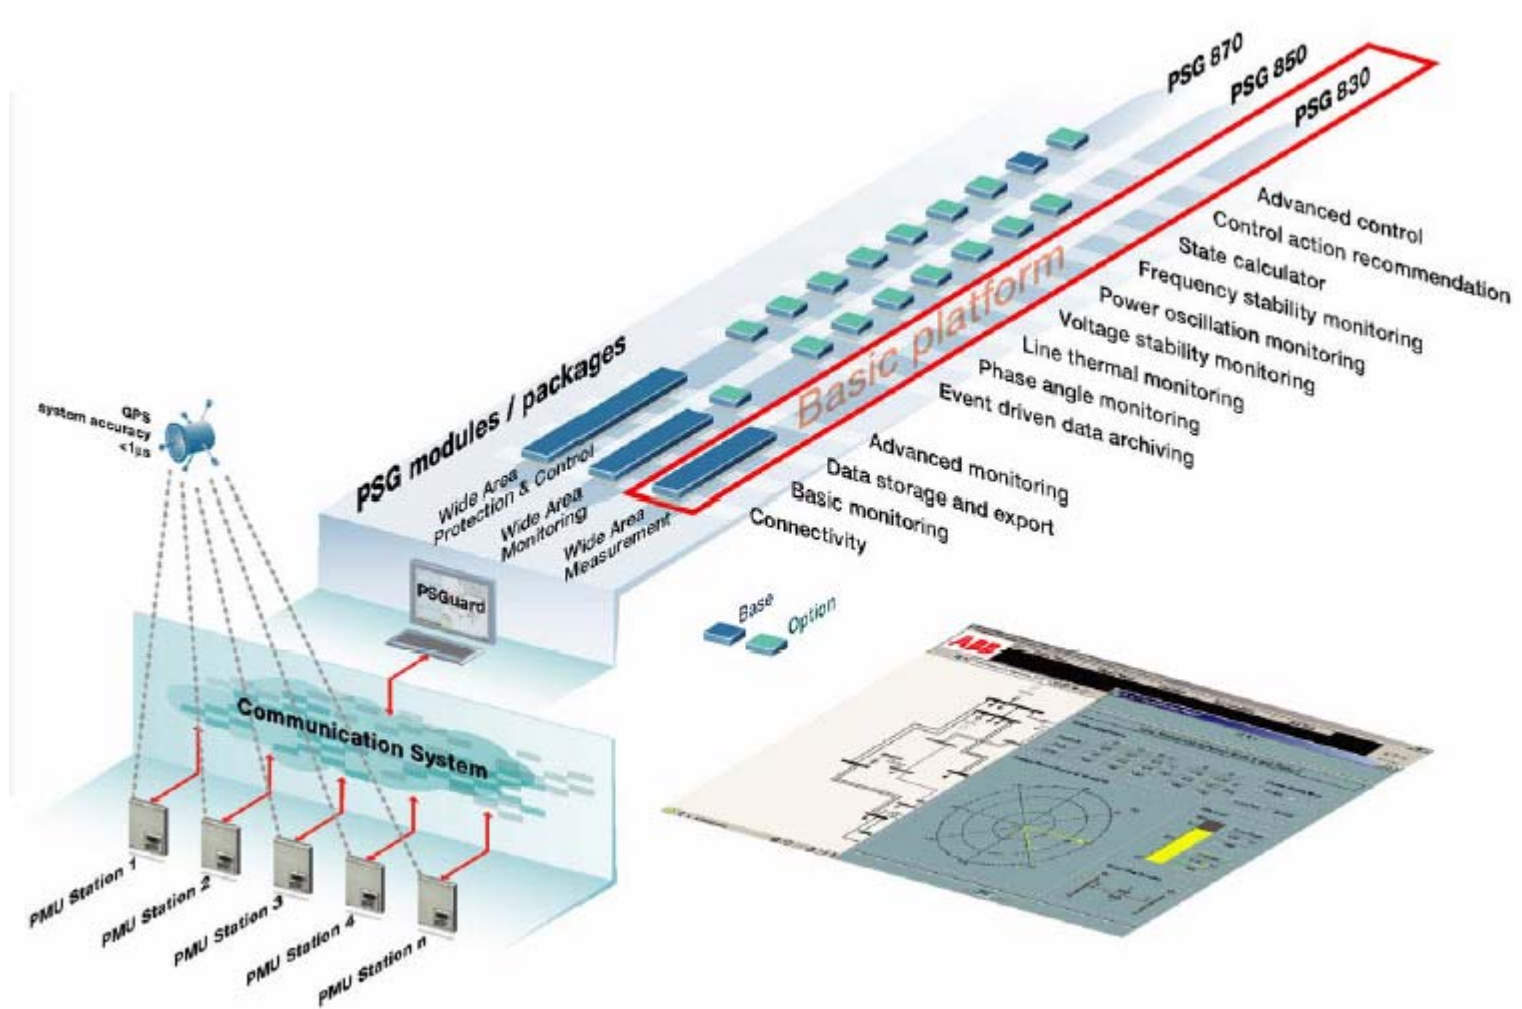 PSG 870
PSG 850
PSG 830
Advanced control
Control action recommendation
State calculator
Frequency stability monitoring
Power oscillation monitoring
Voltage stability monitoring
Line thermal monitoring
Phase angle monitoring
Event driven data archiving
Advanced monitoring
Data storage and export
Basic monitoring
Connectivity
Basic platform
PSG modules / packages
Wide Area
Protection & Control
Wide Area
Monitoring
Wide Area
Measurement
GPS
system accuracy
<1µs
PSGuard
Base
Option
Communication System
PMU Station 1
PMU Station 2
PMU Station 3
PMU Station 4
PMU Station n
ABB